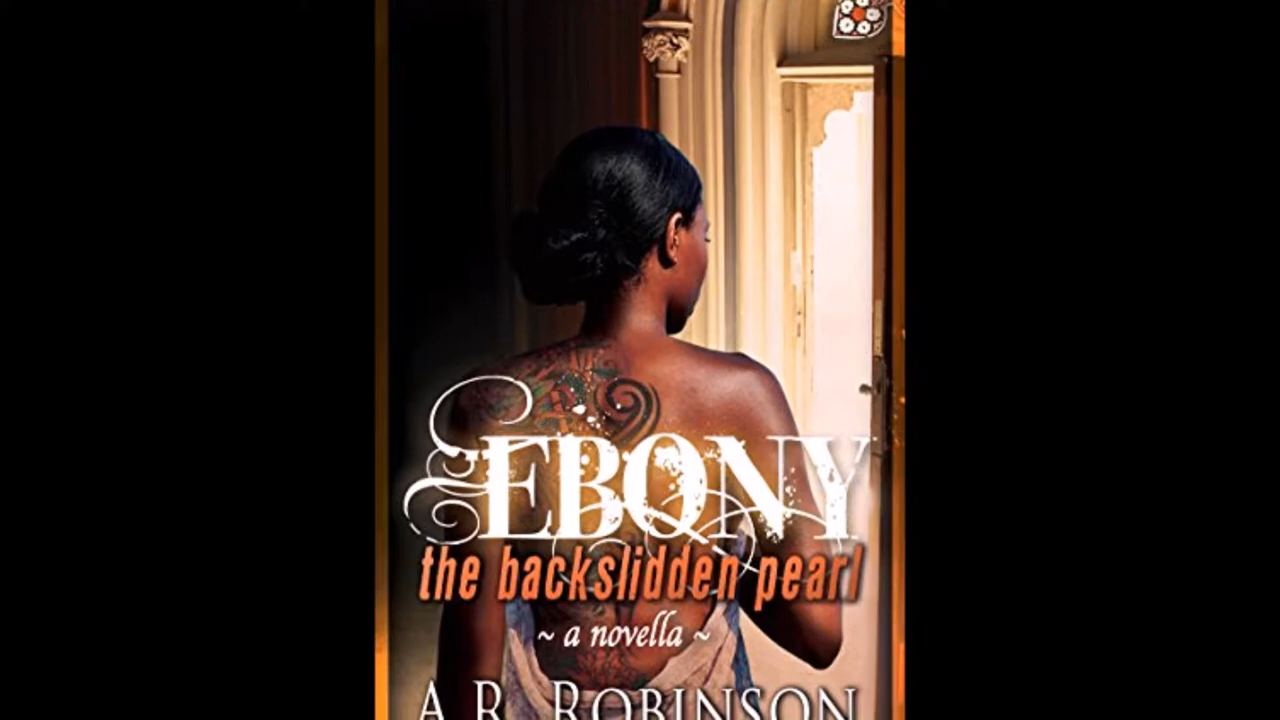 EBONY
the backslidden pearl
~ a novella ~
A.R. ROBINSON